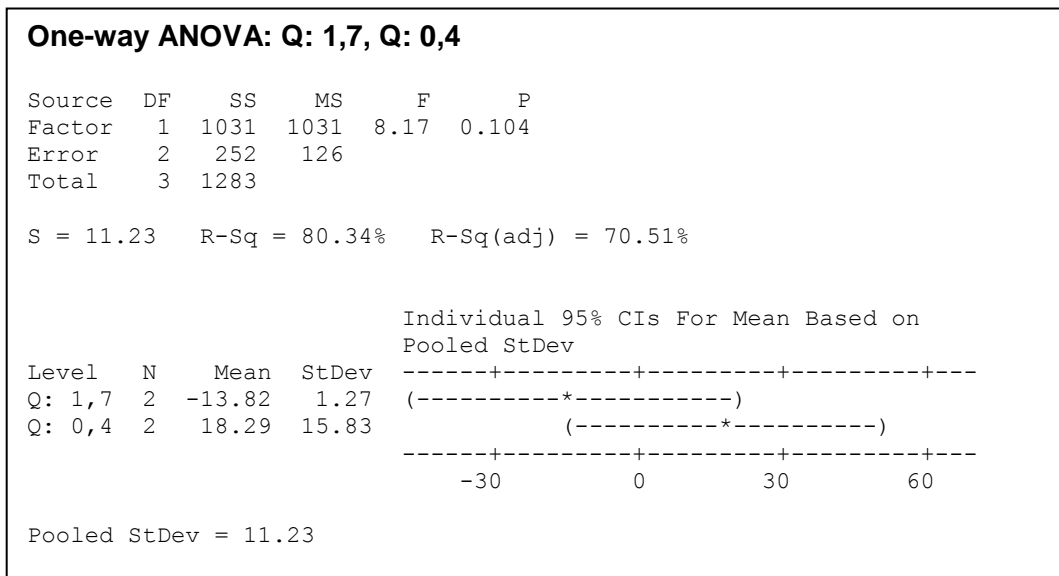 One-way ANOVA: Q: 1,7, Q: 0,4
Source  DF    SS    MS     F      P
Factor   1  1031  1031  8.17  0.104
Error    2   252   126
Total    3  1283
S = 11.23   R-Sq = 80.34%   R-Sq(adj) = 70.51%
                          Individual 95% CIs For Mean Based on
                          Pooled StDev
Level   N    Mean  StDev  ------+---------+---------+---------+---
Q: 1,7  2  -13.82   1.27  (----------*-----------)
Q: 0,4  2   18.29  15.83             (----------*----------)
                          ------+---------+---------+---------+---
                              -30         0        30        60
Pooled StDev = 11.23